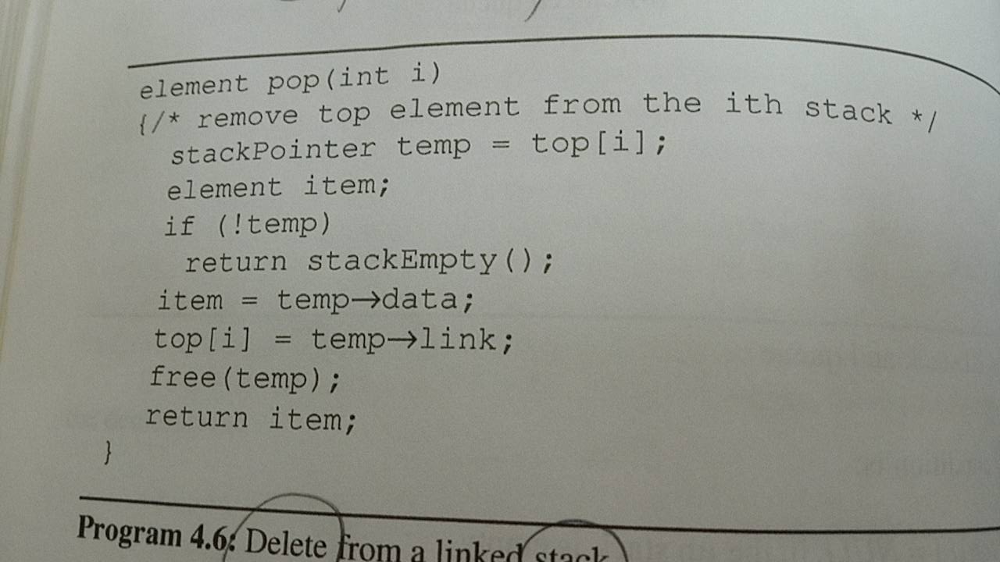 element pop(int i)
{/* remove top element from the ith stack */
stackPointer temp = top[i];
element item;
if (!temp)
return stackEmpty();
item = temp→data;
top[i] = temp→link;
free(temp);
return item;
}
Program 4.6: Delete from a linked stack